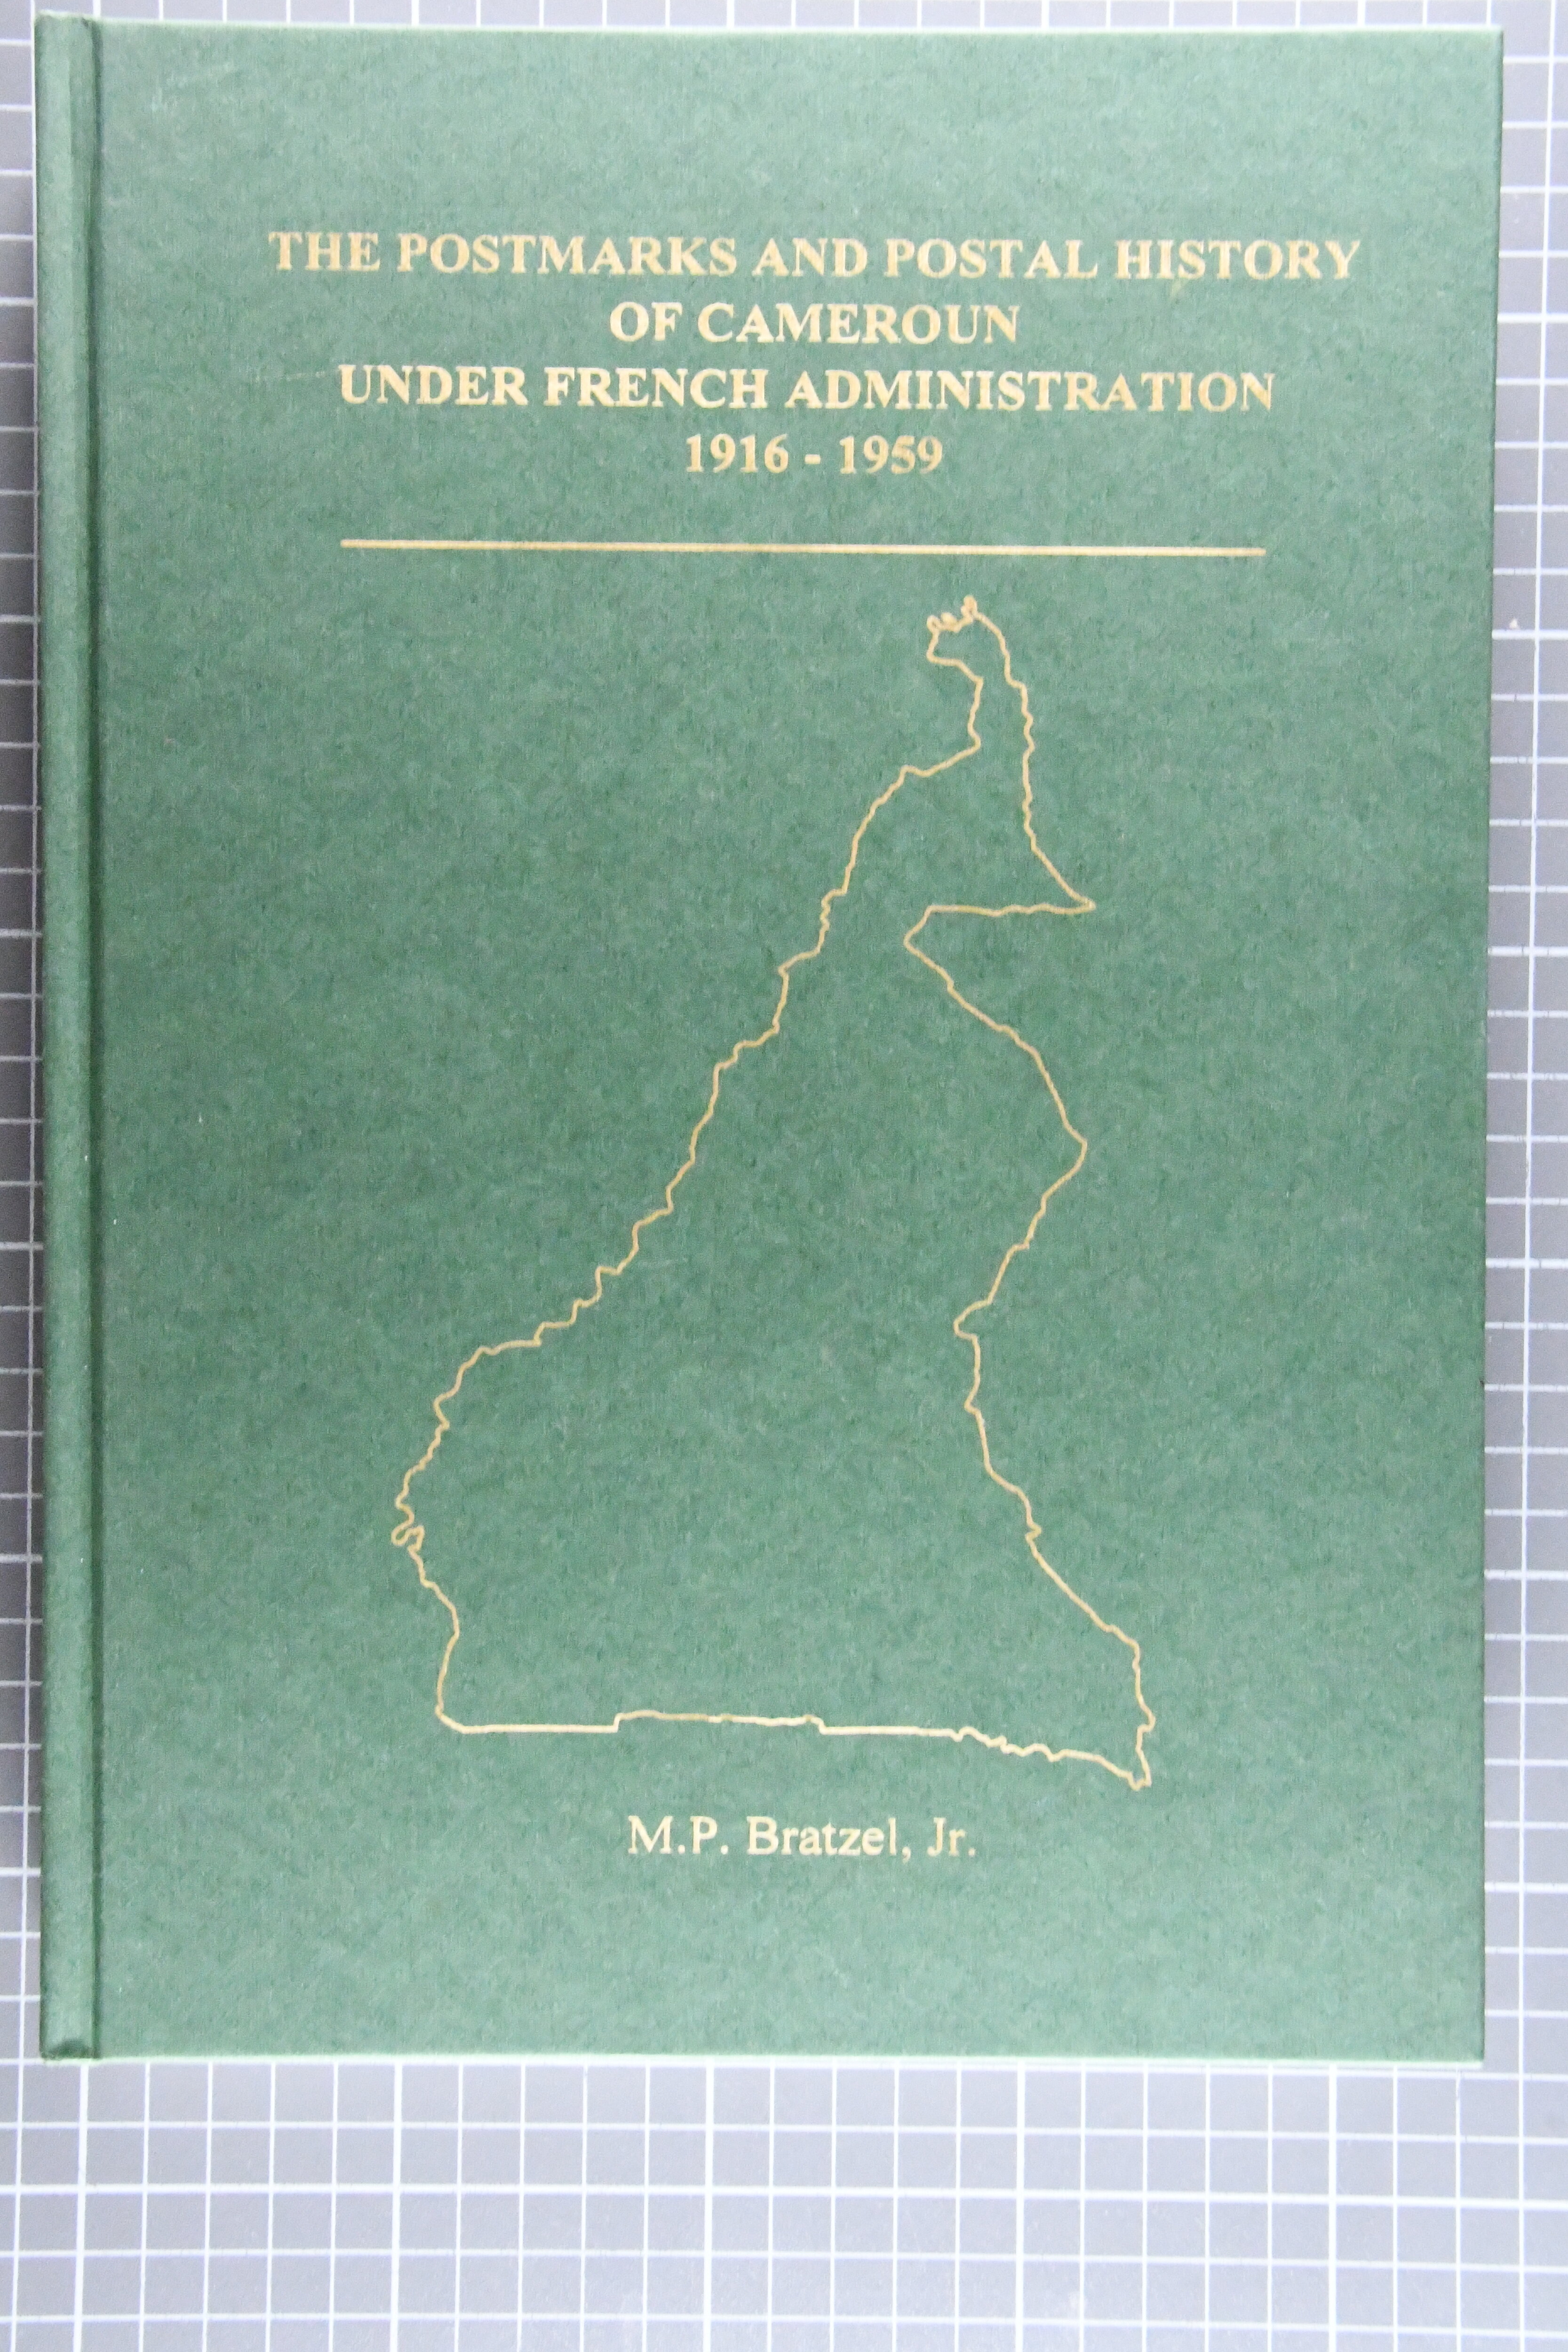 THE POSTMARKS AND POSTAL HISTORY
OF CAMEROUN
UNDER FRENCH ADMINISTRATION
1916 - 1959
M.P. Bratzel, Jr.